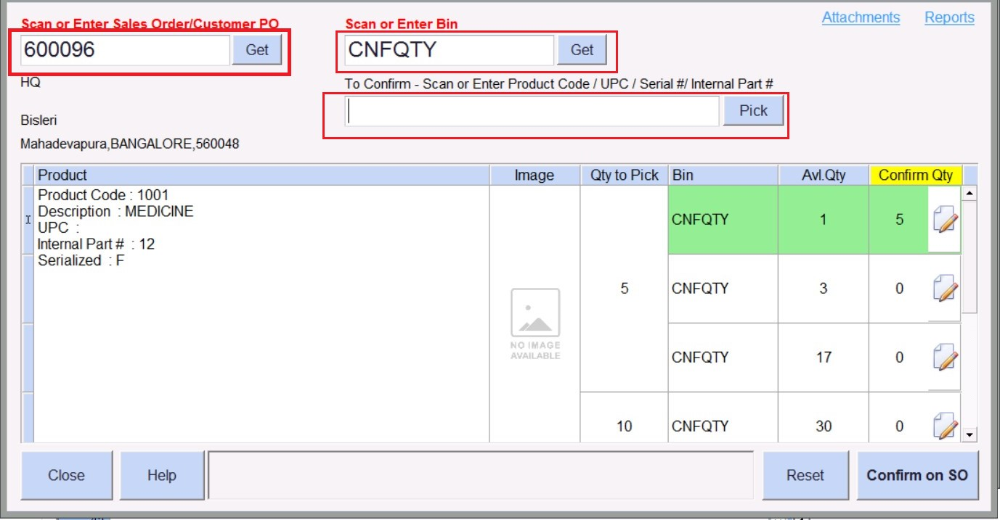 Attachments Reports
Scan or Enter Sales Order/Customer PO Scan or Enter Bin
600096 Get CNFQTY Get
HQ
To Confirm - Scan or Enter Product Code / UPC / Serial #/ Internal Part #
Pick
Bisleri
Mahadevapura,BANGALORE,560048
Product Image Qty to Pick Bin Avl.Qty Confirm Qty
Product Code : 1001
Description : MEDICINE
UPC :
Internal Part # : 12
Serialized : F
NO IMAGE
AVAILABLE
5
CNFQTY 1 5
CNFQTY 3 0
CNFQTY 17 0
10 CNFQTY 30 0
Close Help Reset Confirm on SO